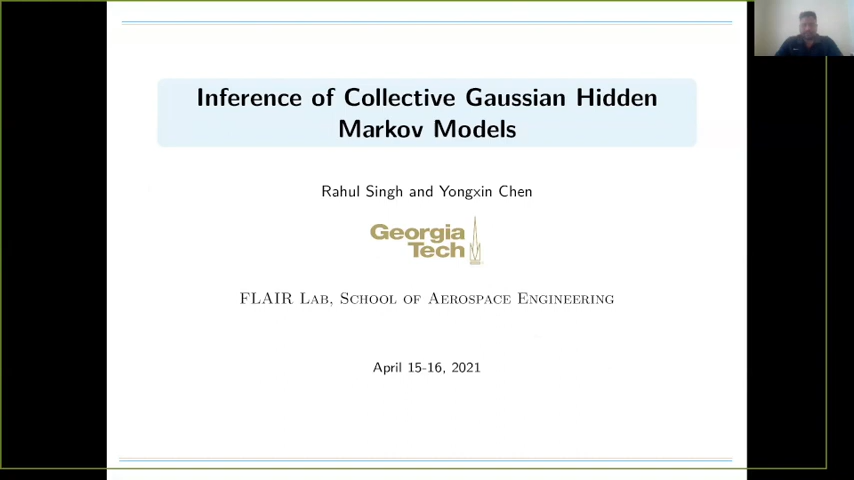 Inference of Collective Gaussian Hidden
Markov Models
Rahul Singh and Yongxin Chen
Georgia
Tech
FLAIR Lab, School of Aerospace Engineering
April 15-16, 2021